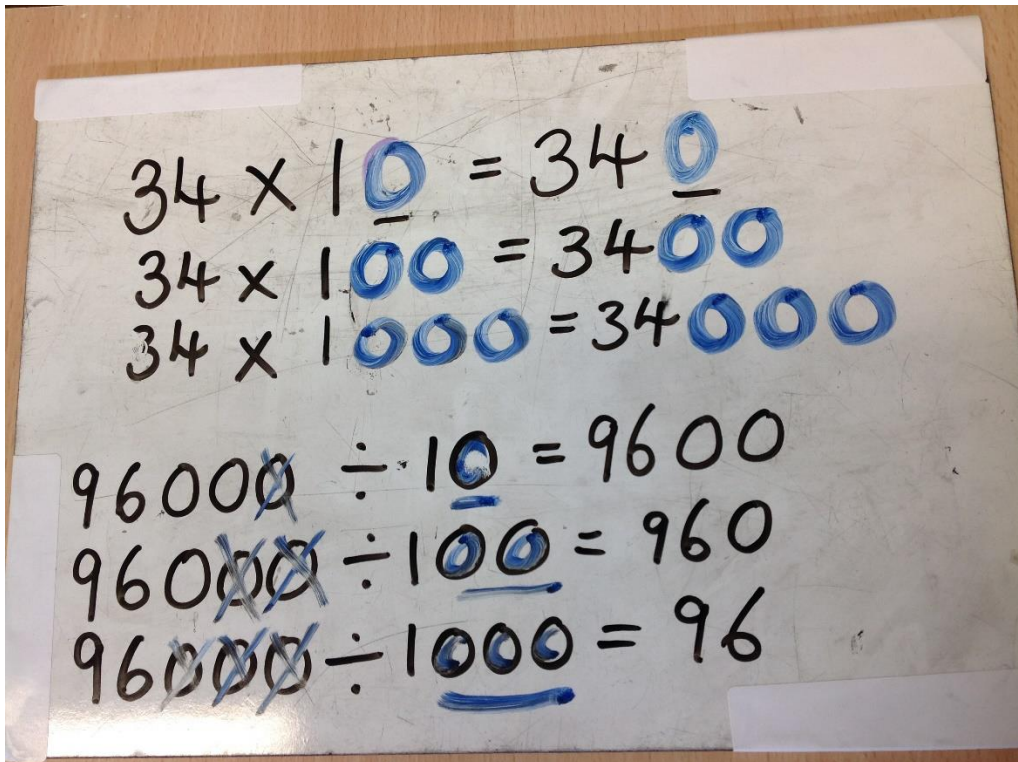 34 × 10 = 340
34 × 100 = 3400
34 × 1000 = 34000
96000 ÷ 10 = 9600
96000 ÷ 100 = 960
96000 ÷ 1000 = 96